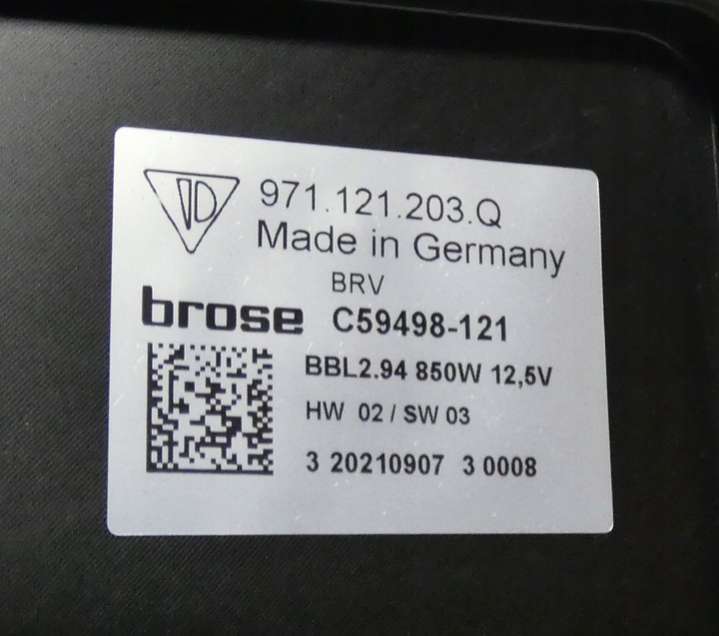 971.121.203.Q
Made in Germany
BRV
brose C59498-121
BBL2.94 850W 12,5V
HW 02 / SW 03
3 20210907 3 0008